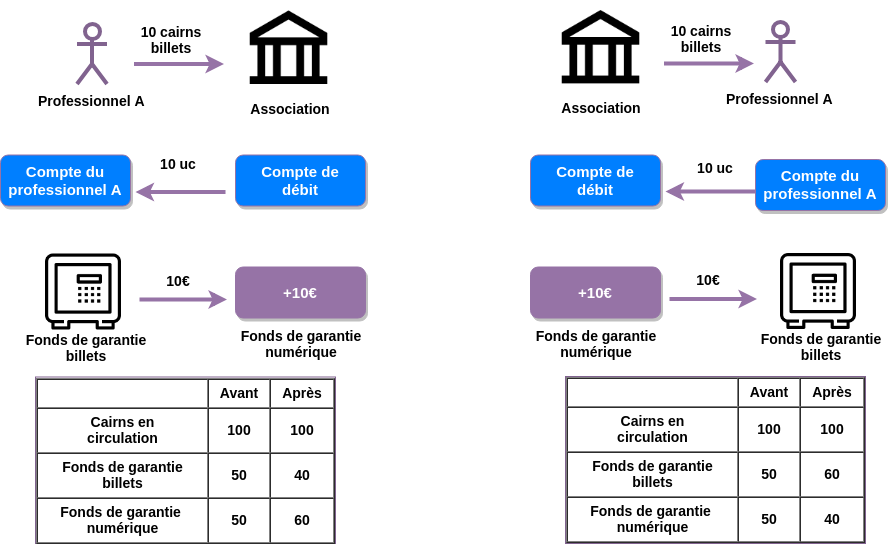 10 cairns
billets
Professionnel A
Association
Compte du
professionnel A
10 uc
Compte de
débit
10€
+10€
Fonds de garantie
billets
Fonds de garantie
numérique
Avant Après
Cairns en
circulation
100 100
Fonds de garantie
billets
50 40
Fonds de garantie
numérique
50 60
10 cairns
billets
Association
Professionnel A
Compte de
débit
10 uc
Compte du
professionnel A
+10€
10€
Fonds de garantie
numérique
Fonds de garantie
billets
Avant Après
Cairns en
circulation
100 100
Fonds de garantie
billets
50 60
Fonds de garantie
numérique
50 40